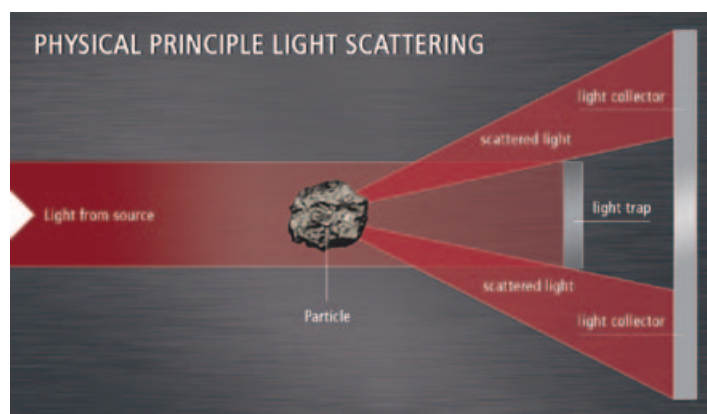 PHYSICAL PRINCIPLE LIGHT SCATTERING
light collector
scattered light
Light from source
light trap
scattered light
Particle
light collector